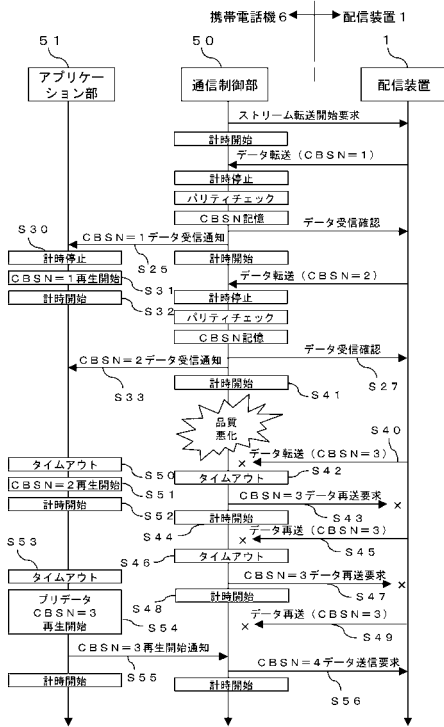 携帯電話機6 配信装置1
51
50
1
アプリケー
ション部
通信制御部
配信装置
ストリーム転送開始要求
計時開始
データ転送(CBSN=1)
計時停止
パリティチェック
CBSN記憶
S30
CBSN=1データ受信通知
データ受信確認
計時停止
S25
計時開始
CBSN=1再生開始
S31
データ転送(CBSN=2)
計時開始
S32
計時停止
パリティチェック
CBSN記憶
CBSN=2データ受信通知
データ受信確認
S33
計時開始
S41
S27
品質
悪化
S40
データ転送(CBSN=3)
×
タイムアウト
S50
タイムアウト
S42
CBSN=2再生開始
S51
CBSN=3データ再送要求
×
計時開始
S52
計時開始
S43
S44
データ再送(CBSN=3)
×
S53
S46
タイムアウト
S45
タイムアウト
CBSN=3データ再送要求
×
プリデータ
CBSN=3
再生開始
S48
計時開始
S47
S54
データ再送(CBSN=3)
×
S49
CBSN=3再生開始通知
CBSN=4データ送信要求
計時開始
S55
計時開始
S56